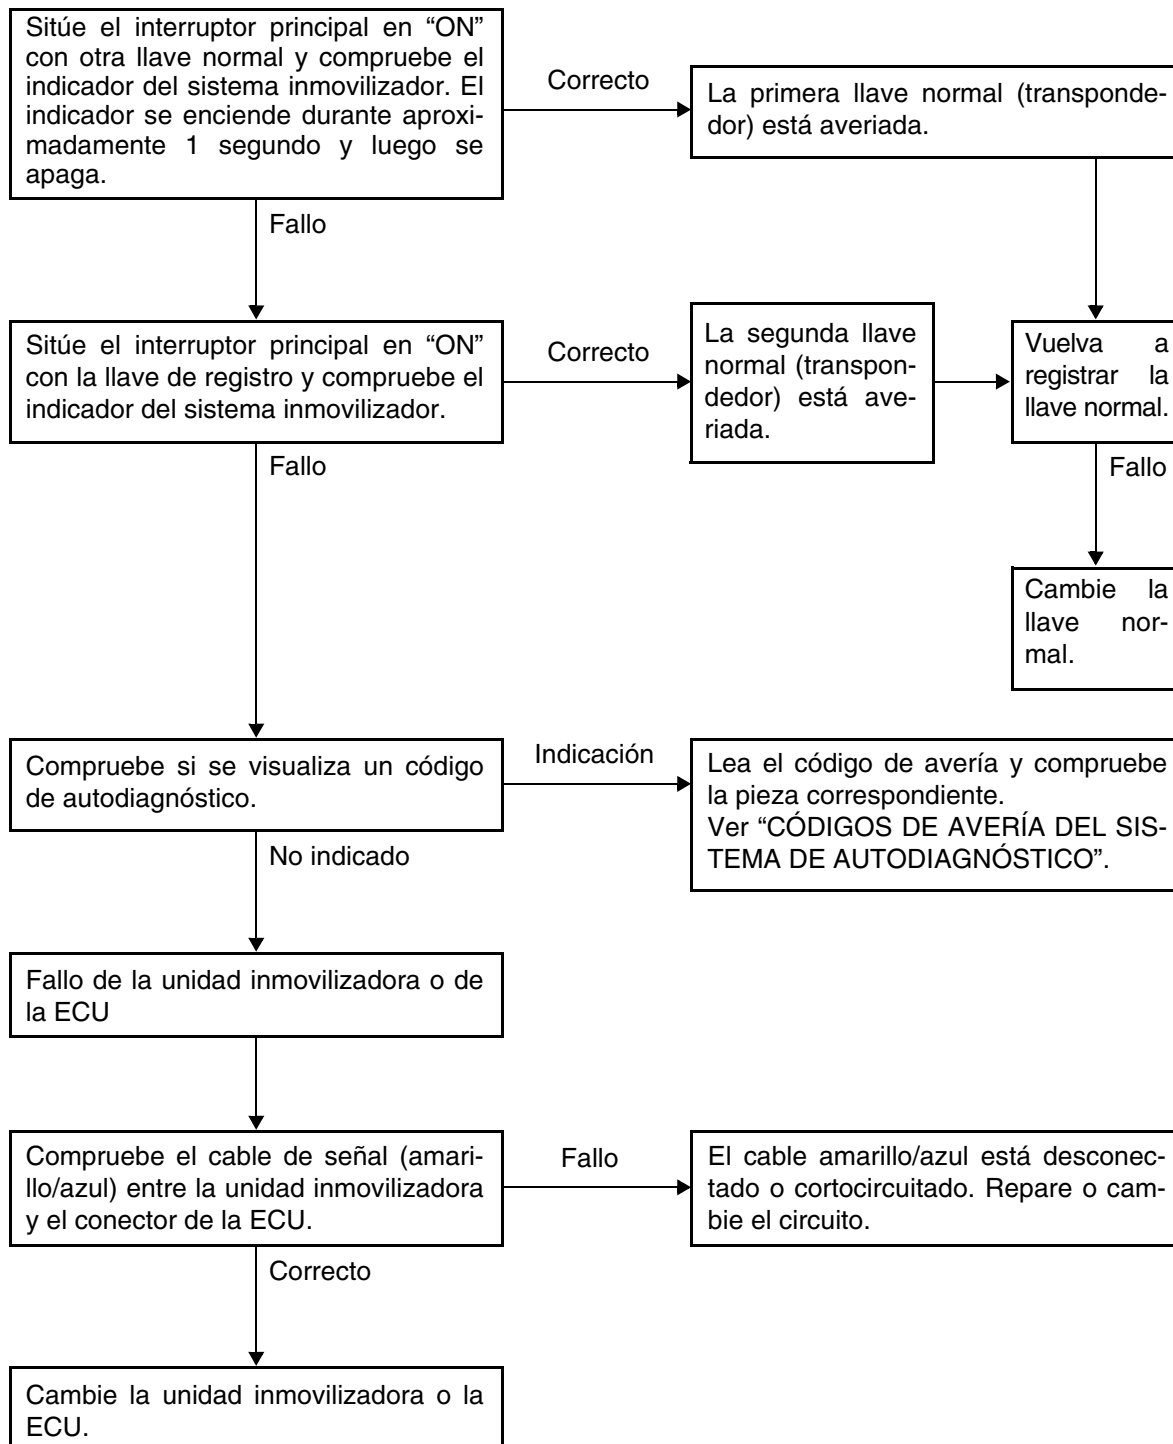 Sitúe el interruptor principal en “ON”
con otra llave normal y compruebe el
indicador del sistema inmovilizador. El
indicador se enciende durante aproxi-
madamente 1 segundo y luego se
apaga.
Correcto
La primera llave normal (transponde-
dor) está averiada.
Fallo
Sitúe el interruptor principal en “ON”
con la llave de registro y compruebe el
indicador del sistema inmovilizador.
Correcto
La segunda llave
normal (transpon-
dedor) está ave-
riada.
Vuelva a
registrar la
llave normal.
Fallo
Fallo
Cambie la
llave nor-
mal.
Compruebe si se visualiza un código
de autodiagnóstico.
Indicación
Lea el código de avería y compruebe
la pieza correspondiente.
Ver “CÓDIGOS DE AVERÍA DEL SIS-
TEMA DE AUTODIAGNÓSTICO”.
No indicado
Fallo de la unidad inmovilizadora o de
la ECU
Compruebe el cable de señal (amari-
llo/azul) entre la unidad inmovilizadora
y el conector de la ECU.
Fallo
El cable amarillo/azul está desconec-
tado o cortocircuitado. Repare o cam-
bie el circuito.
Correcto
Cambie la unidad inmovilizadora o la
ECU.